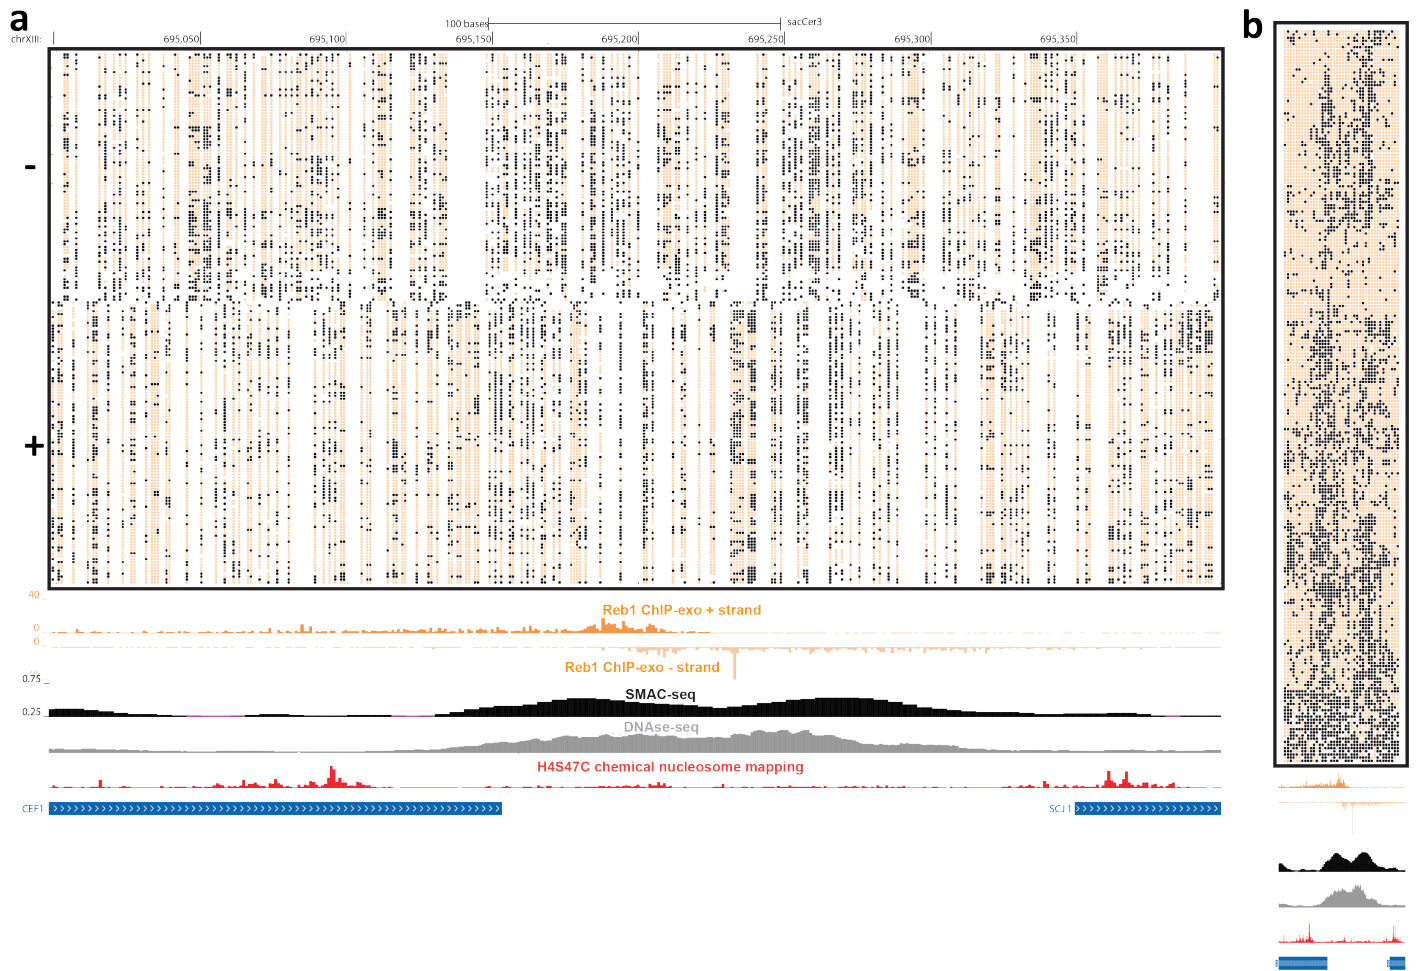 a
b
100 bases
sacCer3
chrXIII:
695,050
695,100
695,150
695,200
695,250
695,300
695,350
-
+
40
0
0
Reb1 ChIP-exo + strand
Reb1 ChIP-exo - strand
0.75
0.25
SMAC-seq
DNAse-seq
H4S47C chemical nucleosome mapping
CEF1
SCJ1